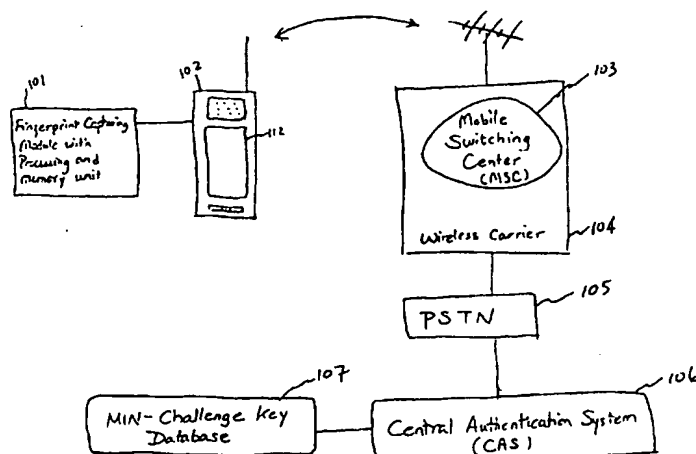 101
Fingerprint Capturing
Module with
Processing and
memory unit
102
112
103
Mobile
Switching
Center
(MSC)
Wireless Carrier
104
PSTN
105
107
MIN-Challenge Key
Database
106
Central Authentication System
(CAS)